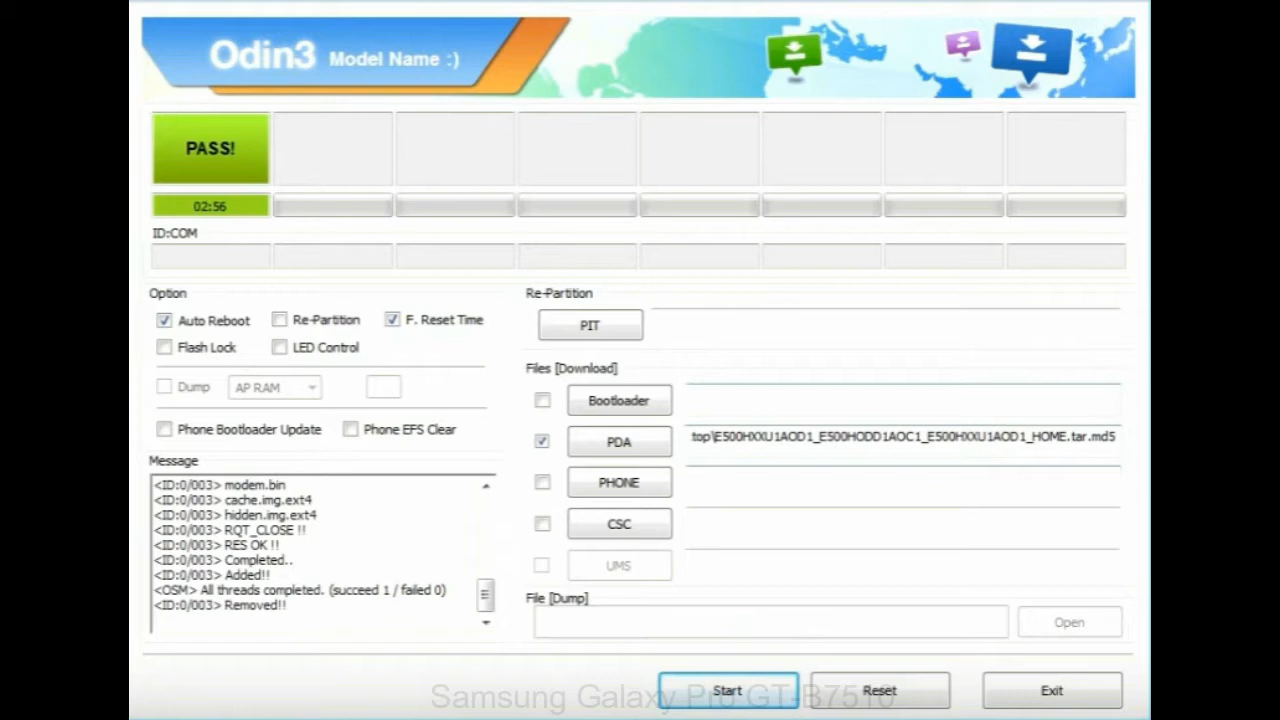 Odin3 Model Name :)
PASS!
02:56
ID:COM
Option
Auto Reboot Re-Partition F. Reset Time
Flash Lock LED Control
Dump AP RAM
Phone Bootloader Update Phone EFS Clear
Message
<ID:0/003> modem.bin
<ID:0/003> cache.img.ext4
<ID:0/003> hidden.img.ext4
<ID:0/003> RQT_CLOSE !!
<ID:0/003> RES OK !!
<ID:0/003> Completed..
<ID:0/003> Added!!
<OSM> All threads completed. (succeed 1 / failed 0)
<ID:0/003> Removed!!
Re-Partition
PIT
Files [Download]
Bootloader
PDA top\E500HXXU1AOD1_E500HODD1AOC1_E500HXXU1AOD1_HOME.tar.md5
PHONE
CSC
UMS
File [Dump]
Open
Start Reset Exit
Samsung Galaxy Pro GT-B7510